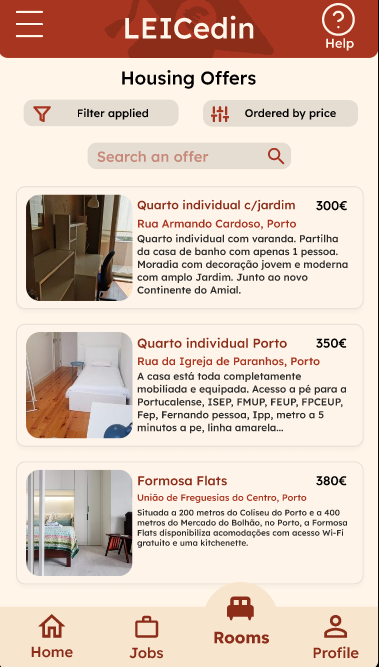 LEICedin
Help
Housing Offers
Filter applied
Ordered by price
Search an offer
Quarto individual c/jardim 300€
Rua Armando Cardoso, Porto
Quarto individual com varanda. Partilha
da casa de banho com apenas 1 pessoa.
Moradia com decoração jovem e moderna
com amplo Jardim. Junto ao novo
Continente do Amial.
Quarto individual Porto 350€
Rua da Igreja de Paranhos, Porto
A casa está toda completamente
mobiliada e equipada. Acesso a pé para a
Portucalense, ISEP, FMUP, FEUP, FPCEUP,
Fep, Fernando pessoa, Ipp, metro a 5
minutos a pe, linha amarela...
Formosa Flats 380€
União de Freguesias do Centro, Porto
Situada a 200 metros do Coliseu do Porto e a 400
metros do Mercado do Bolhão, no Porto, a Formosa
Flats disponibiliza acomodações com acesso Wi-Fi
gratuito e uma kitchenette.
Home
Jobs
Rooms
Profile